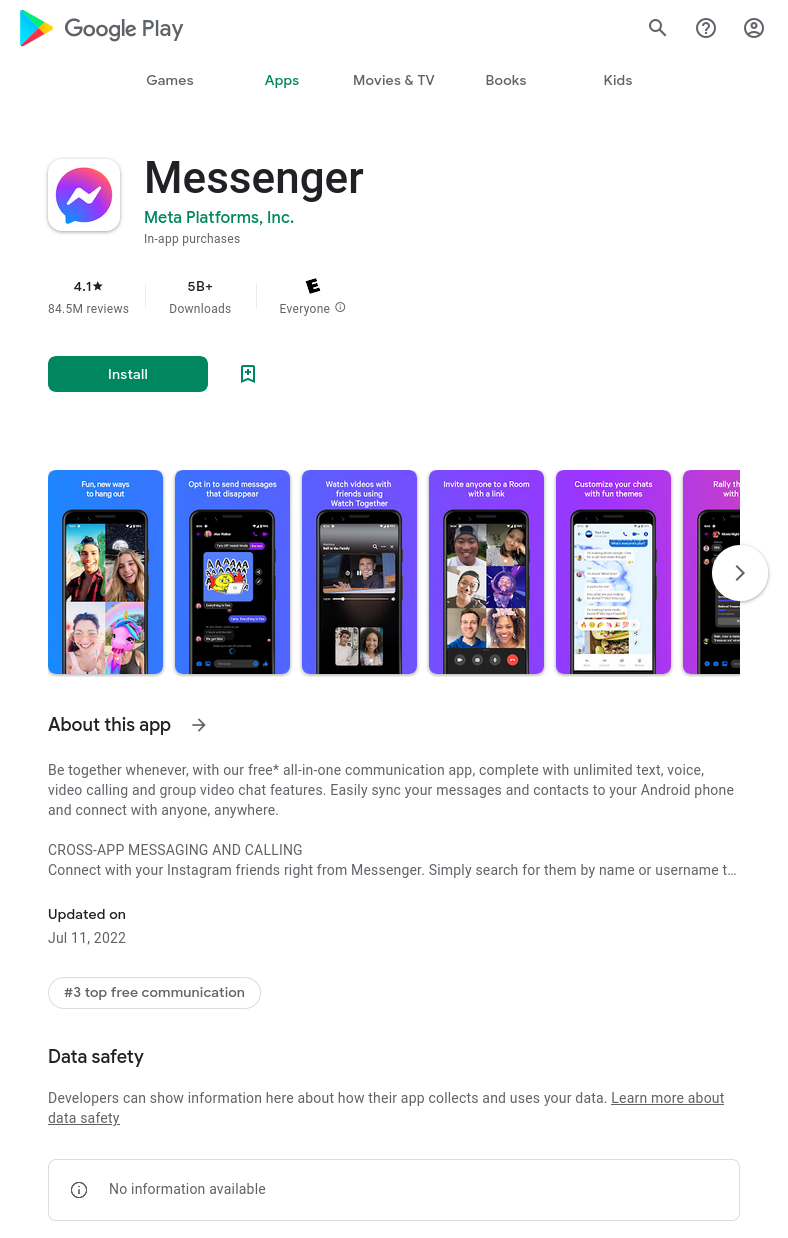 Google Play
Games
Apps
Movies & TV
Books
Kids
Messenger
Meta Platforms, Inc.
In-app purchases
4.1★
84.5M reviews
5B+
Downloads
E
Everyone
Install
Fun, new ways
to hang out
Opt in to send messages
that disappear
Watch videos with
friends using
Watch Together
Invite anyone to a Room
with a link
Customize your chats
with fun themes
Rally th
with
About this app
Be together whenever, with our free* all-in-one communication app, complete with unlimited text, voice,
video calling and group video chat features. Easily sync your messages and contacts to your Android phone
and connect with anyone, anywhere.
CROSS-APP MESSAGING AND CALLING
Connect with your Instagram friends right from Messenger. Simply search for them by name or username t…
Updated on
Jul 11, 2022
#3 top free communication
Data safety
Developers can show information here about how their app collects and uses your data. Learn more about
data safety
No information available